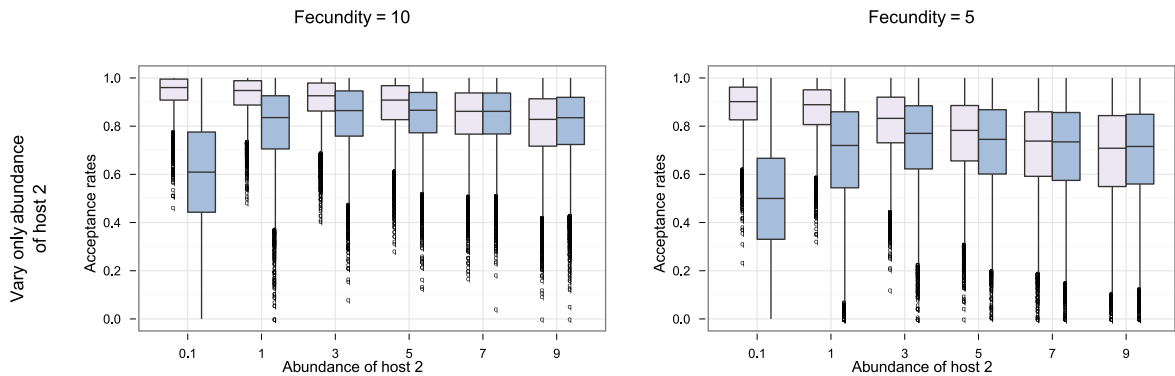 Fecundity = 10
Fecundity = 5
Vary only abundance
of host 2
Acceptance rates
1.0
0.8
0.6
0.4
0.2
0.0
0.1 1 3 5 7 9
Abundance of host 2
Acceptance rates
1.0
0.8
0.6
0.4
0.2
0.0
0.1 1 3 5 7 9
Abundance of host 2